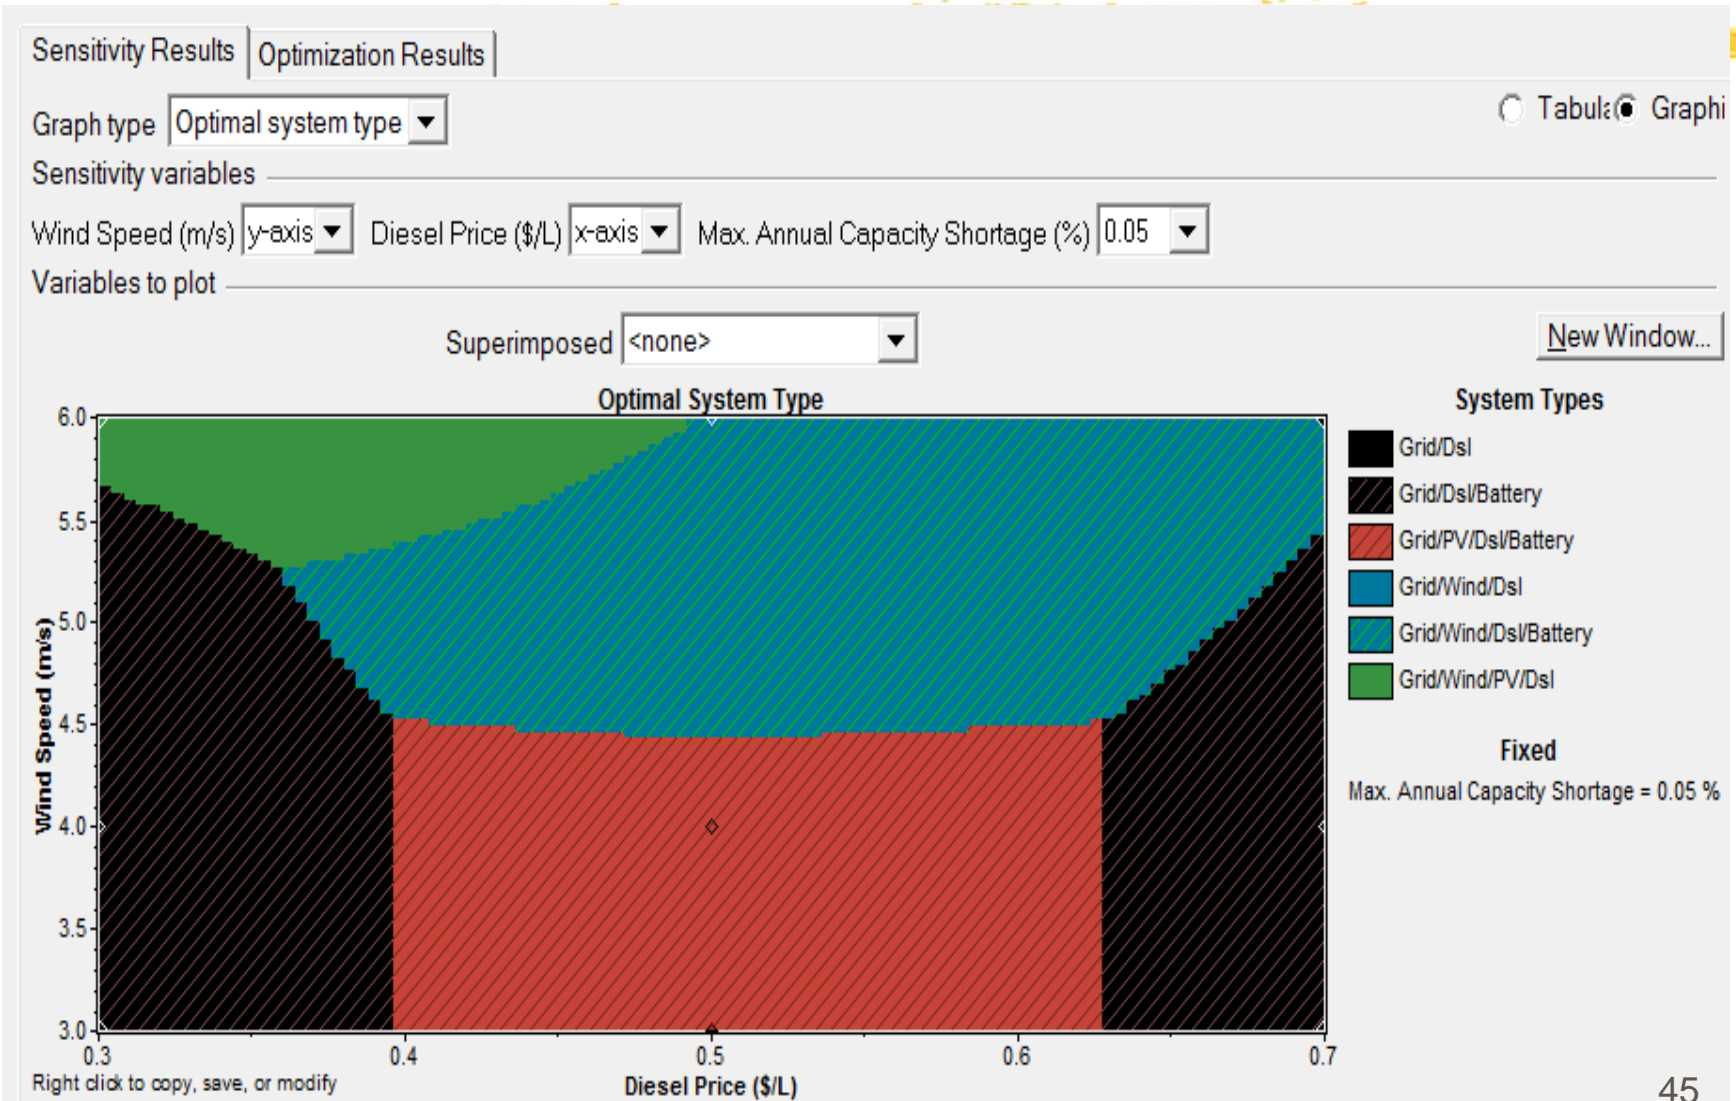 Sensitivity Results Optimization Results
Graph type Optimal system type Tabula Graphi
Sensitivity variables
Wind Speed (m/s) y-axis Diesel Price ($/L) x-axis Max. Annual Capacity Shortage (%) 0.05
Variables to plot
Superimposed <none> New Window...
Optimal System Type
6.0
5.5
5.0
4.5
4.0
3.5
3.0
Wind Speed (m/s)
0.3 0.4 0.5 0.6 0.7
Diesel Price ($/L)
System Types
Grid/Dsl
Grid/Dsl/Battery
Grid/PV/Dsl/Battery
Grid/Wind/Dsl
Grid/Wind/Dsl/Battery
Grid/Wind/PV/Dsl
Fixed
Max. Annual Capacity Shortage = 0.05 %
Right click to copy, save, or modify
45